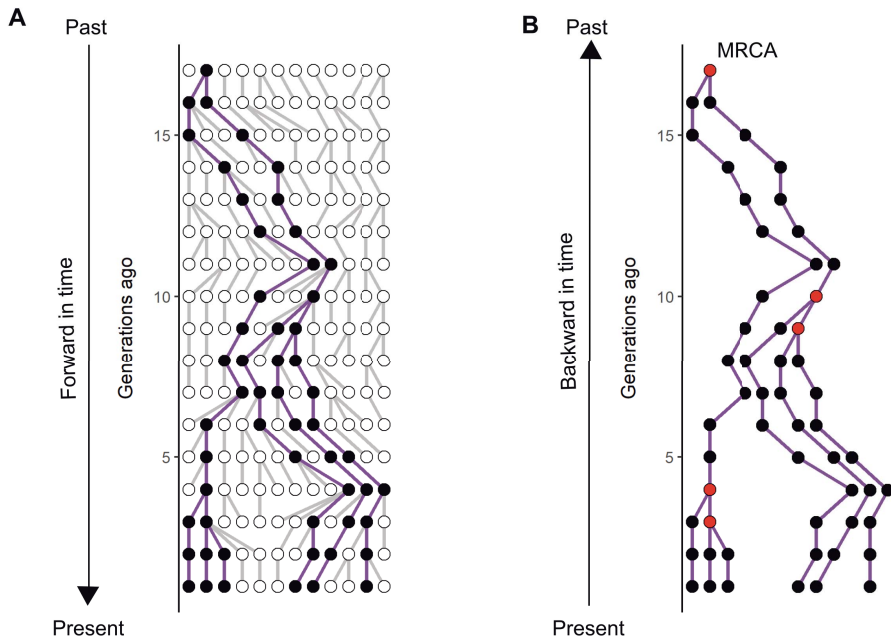 A
Past
Forward in time
Generations ago
15
10
5
Present
B
Past
MRCA
Backward in time
Generations ago
15
10
5
Present